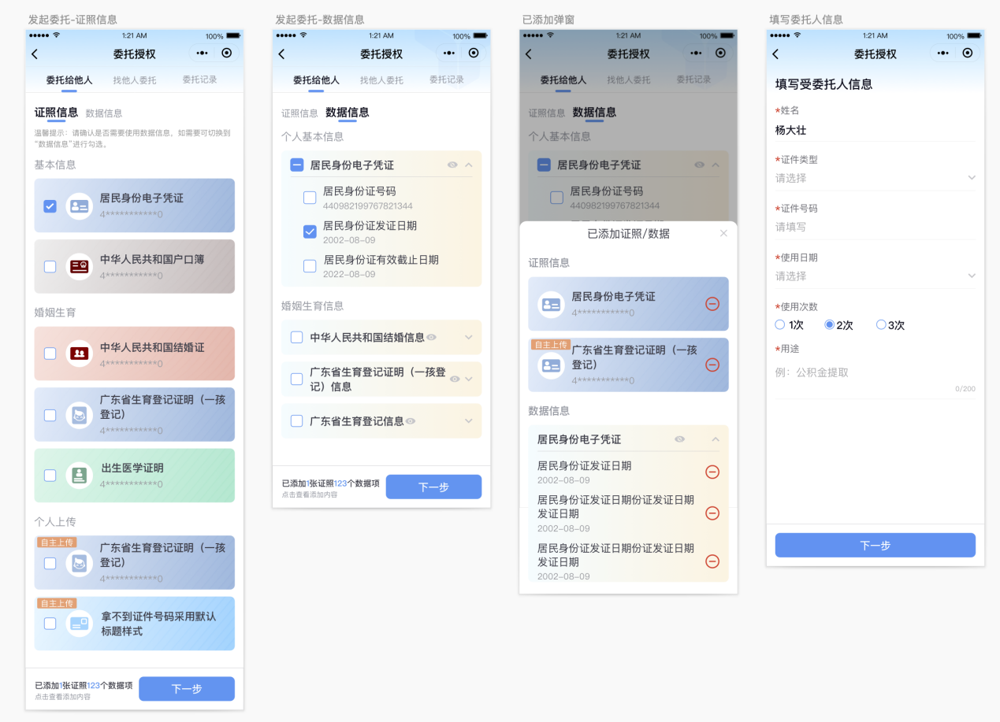 发起委托-证照信息
1:21 AM
100%
委托授权
委托给他人
找他人委托
委托记录
证照信息
数据信息
温馨提示：请确认是否需要使用数据信息，如需要可切换到
“数据信息”进行勾选。
基本信息
居民身份电子凭证
4***********0
中华人民共和国户口簿
4***********0
婚姻生育
中华人民共和国结婚证
4***********0
广东省生育登记证明（一孩
登记）
4***********0
出生医学证明
4***********0
个人上传
自主上传
广东省生育登记证明（一孩
登记）
4***********0
自主上传
拿不到证件号码采用默认
标题样式
已添加1张证照123个数据项
点击查看添加内容
下一步
发起委托-数据信息
1:21 AM
100%
委托授权
委托给他人
找他人委托
委托记录
证照信息
数据信息
个人基本信息
居民身份电子凭证
居民身份证号码
440982199767821344
居民身份证发证日期
2002-08-09
居民身份证有效截止日期
2022-08-09
婚姻生育信息
中华人民共和国结婚信息
广东省生育登记证明（一孩登
记）信息
广东省生育登记信息
已添加1张证照123个数据项
点击查看添加内容
下一步
已添加弹窗
1:21 AM
100%
委托授权
委托给他人
找他人委托
委托记录
证照信息
数据信息
个人基本信息
居民身份电子凭证
居民身份证号码
440982199767821344
已添加证照/数据
证照信息
居民身份电子凭证
4***********0
自主上传
广东省生育登记证明（一孩
登记）
4***********0
数据信息
居民身份电子凭证
居民身份证发证日期
2002-08-09
居民身份证发证日期份证发证日期
发证日期
2002-08-09
居民身份证发证日期份证发证日期
发证日期
2002-08-09
填写委托人信息
1:21 AM
100%
委托授权
填写受委托人信息
*姓名
杨大壮
*证件类型
请选择
*证件号码
请填写
*使用日期
请选择
*使用次数
1次
2次
3次
*用途
例：公积金提取
0/200
下一步